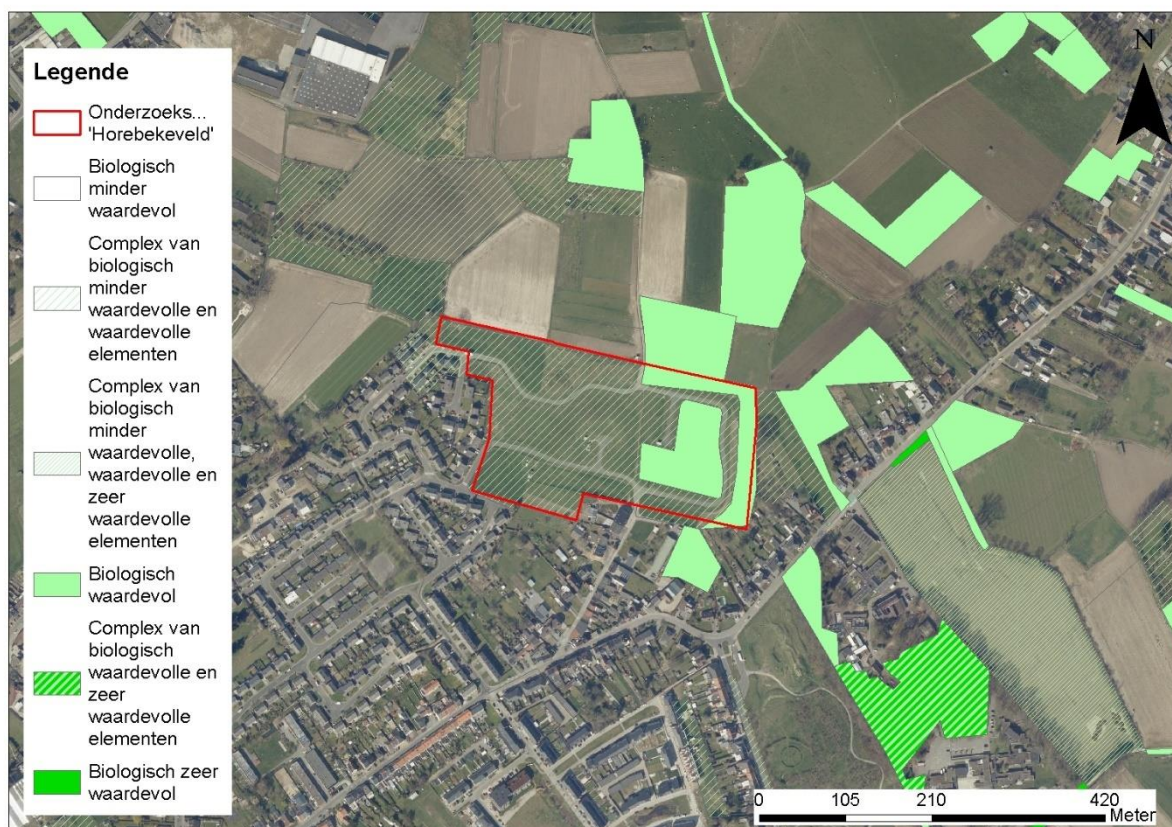 Legende
Onderzoeks...
'Horebekeveld'
Biologisch
minder
waardevol
Complex van
biologisch
minder
waardevolle en
waardevolle
elementen
Complex van
biologisch
minder
waardevolle,
waardevolle en
zeer
waardevolle
elementen
Biologisch
waardevol
Complex van
biologisch
waardevolle en
zeer
waardevolle
elementen
Biologisch zeer
waardevol
N
0 105 210 420
Meter